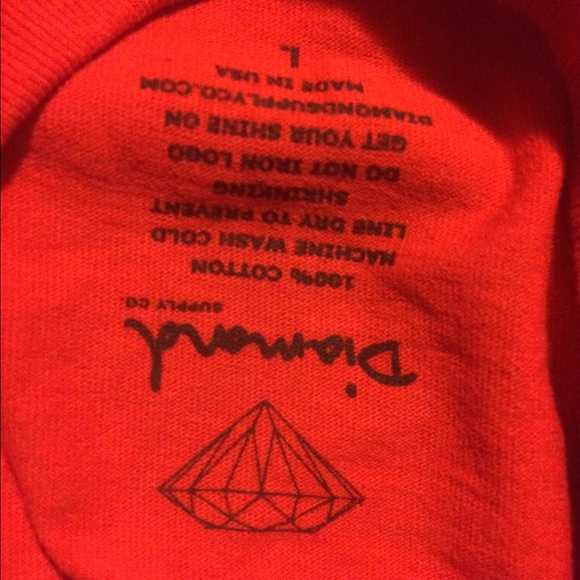 Diamond
SUPPLY CO.
100% COTTON
MACHINE WASH COLD
LINE DRY TO PREVENT
SHRINKING
DO NOT IRON LOGO
GET YOUR SHINE ON
DIAMONDSUPPLYCO.COM
MADE IN USA
L